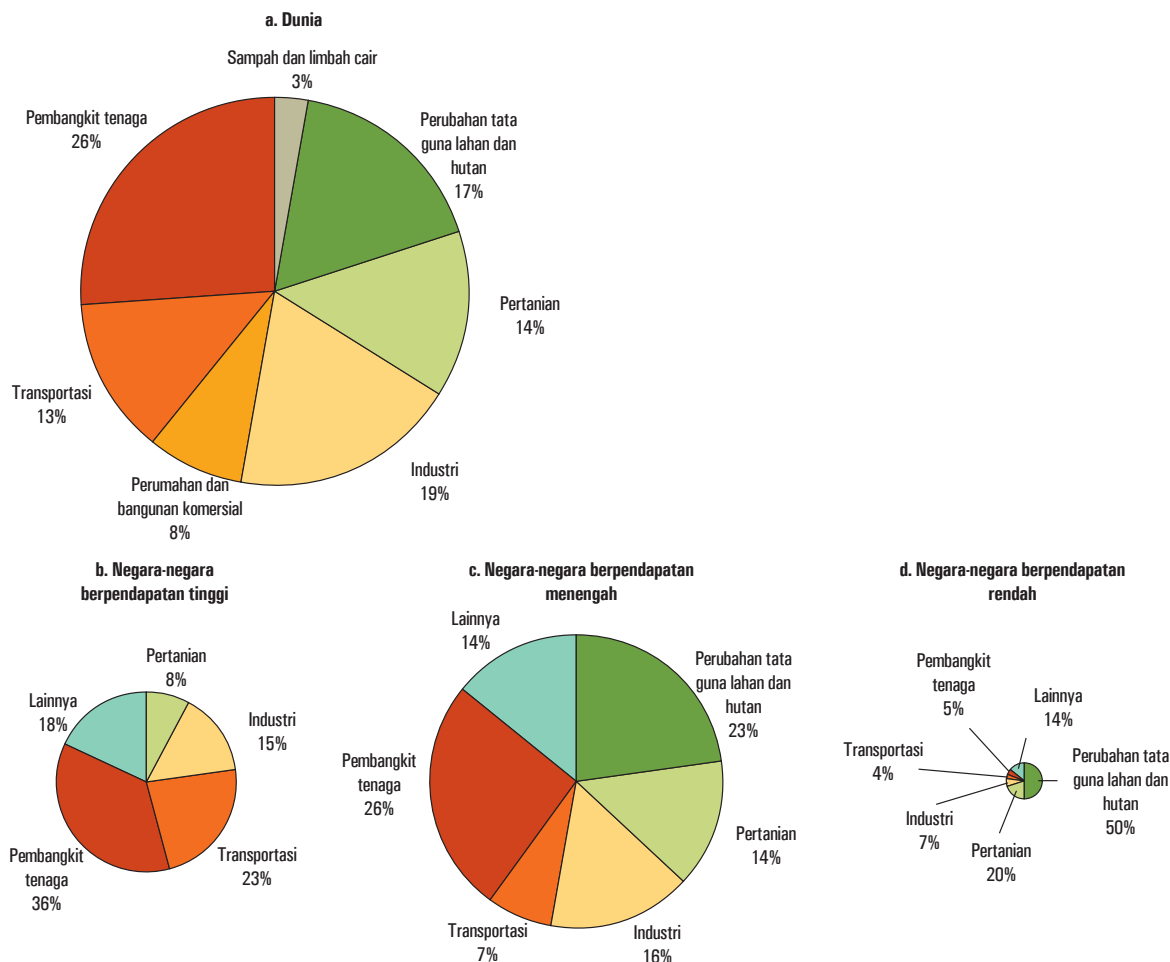 a. Dunia
Sampah dan limbah cair
3%
Perubahan tata
guna lahan dan
hutan
17%
Pertanian
14%
Industri
19%
Perumahan dan
bangunan komersial
8%
Transportasi
13%
Pembangkit tenaga
26%
b. Negara-negara
berpendapatan tinggi
Pertanian
8%
Industri
15%
Transportasi
23%
Pembangkit
tenaga
36%
Lainnya
18%
c. Negara-negara berpendapatan
menengah
Lainnya
14%
Perubahan tata
guna lahan dan
hutan
23%
Pertanian
14%
Industri
16%
Transportasi
7%
Pembangkit
tenaga
26%
d. Negara-negara berpendapatan
rendah
Pembangkit
tenaga
5%
Lainnya
14%
Perubahan tata
guna lahan dan
hutan
50%
Pertanian
20%
Industri
7%
Transportasi
4%